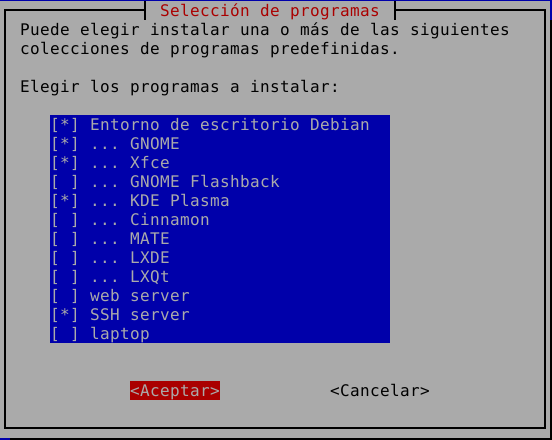 Selección de programas
Puede elegir instalar una o más de las siguientes
colecciones de programas predefinidas.
Elegir los programas a instalar:
[*] Entorno de escritorio Debian
[*] ... GNOME
[*] ... Xfce
[ ] ... GNOME Flashback
[*] ... KDE Plasma
[ ] ... Cinnamon
[ ] ... MATE
[ ] ... LXDE
[ ] ... LXQt
[ ] web server
[*] SSH server
[ ] laptop
<Aceptar> <Cancelar>